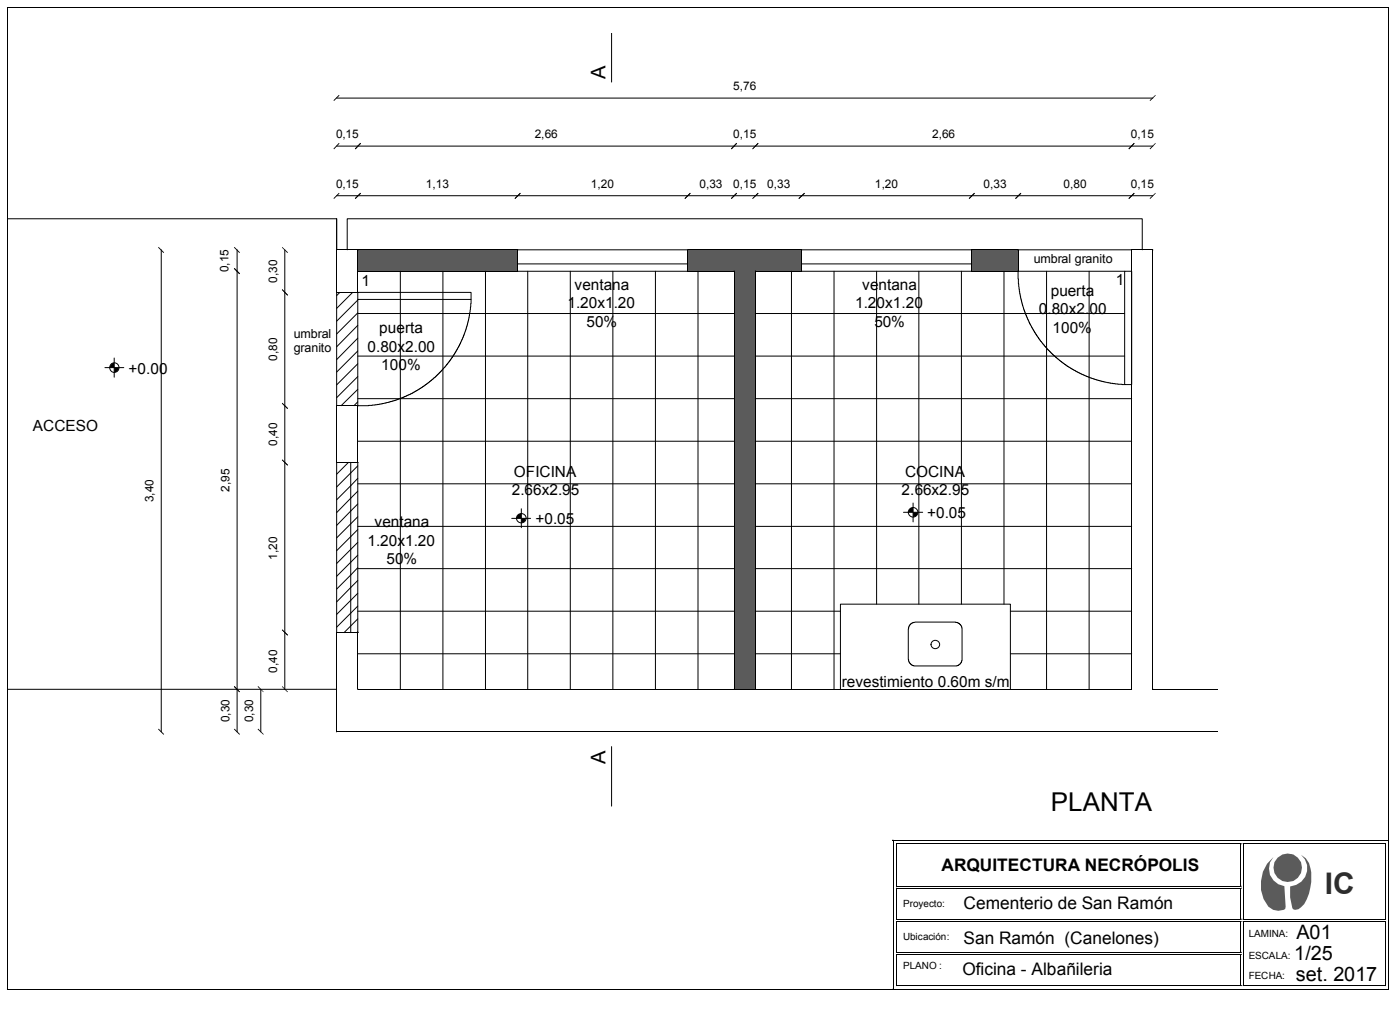 A
5,76
0,15
2,66
0,15
2,66
0,15
0,15
1,13
1,20
0,33
0,15
0,33
1,20
0,33
0,80
0,15
0,15
0,30
0,80
0,40
1,20
0,40
2,95
3,40
0,30
0,30
+0.00
ACCESO
umbral
granito
1
puerta
0.80x2.00
100%
ventana
1.20x1.20
50%
ventana
1.20x1.20
50%
umbral granito
1
puerta
0.80x2.00
100%
OFICINA
2.66x2.95
+0.05
COCINA
2.66x2.95
+0.05
ventana
1.20x1.20
50%
revestimiento 0.60m s/m
A
PLANTA
ARQUITECTURA NECRÓPOLIS
IC
Proyecto: Cementerio de San Ramón
Ubicación: San Ramón (Canelones)
PLANO : Oficina - Albañileria
LAMINA: A01
ESCALA: 1/25
FECHA: set. 2017